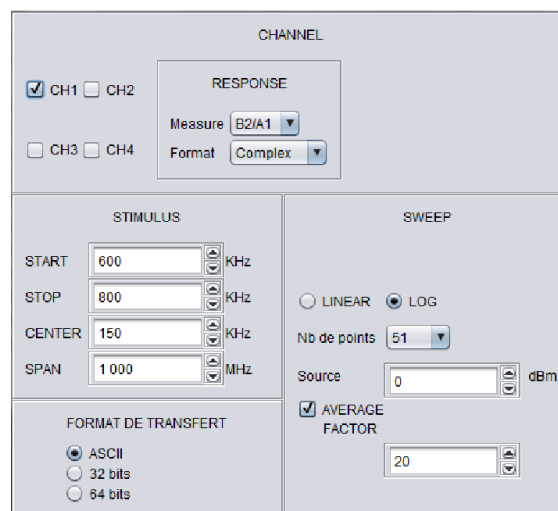 CHANNEL
CH1 CH2
CH3 CH4
RESPONSE
Measure B2/A1
Format Complex
STIMULUS
START 600 KHz
STOP 800 KHz
CENTER 150 KHz
SPAN 1 000 MHz
FORMAT DE TRANSFERT
ASCII
32 bits
64 bits
SWEEP
LINEAR LOG
Nb de points 51
Source 0 dBm
AVERAGE
FACTOR
20